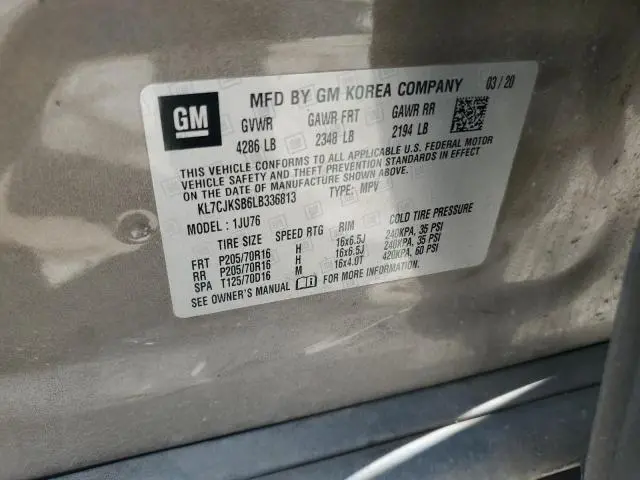 GM
MFD BY GM KOREA COMPANY 03/20
GVWR GAWR FRT GAWR RR
4286 LB 2348 LB 2194 LB
THIS VEHICLE CONFORMS TO ALL APPLICABLE U.S. FEDERAL MOTOR
VEHICLE SAFETY, BUMPER, AND THEFT PREVENTION STANDARDS IN EFFECT
ON THE DATE OF MANUFACTURE SHOWN ABOVE.
KL7CJKSB6LB336813 TYPE: MPV
MODEL: 1JU76
TIRE SIZE SPEED RTG RIM COLD TIRE PRESSURE
FRT P205/70R16 H 16x6.5J 240KPA, 35 PSI
RR P205/70R16 H 16x6.5J 240KPA, 35 PSI
SPA T125/70D16 M 16x4.0T 420KPA, 60 PSI
SEE OWNER'S MANUAL FOR MORE INFORMATION.